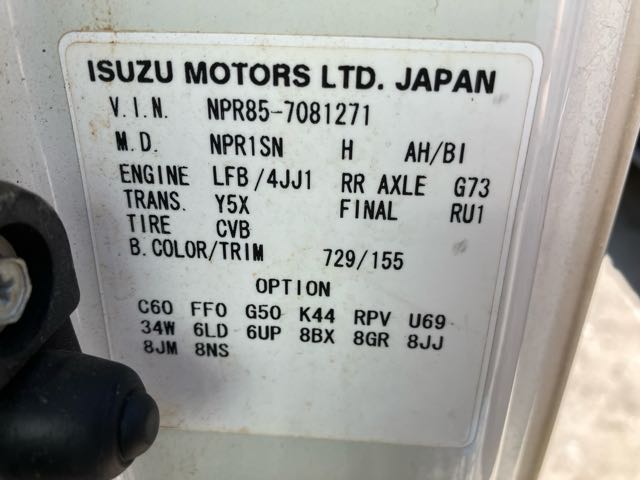 ISUZU MOTORS LTD. JAPAN
V.I.N. NPR85-7081271
M.D. NPR1SN H AH/BI
ENGINE LFB/4JJ1 RR AXLE G73
TRANS. Y5X FINAL RU1
TIRE CVB
B.COLOR/TRIM 729/155
OPTION
C60 FF0 G50 K44 RPV U69
34W 6LD 6UP 8BX 8GR 8JJ
8JM 8NS